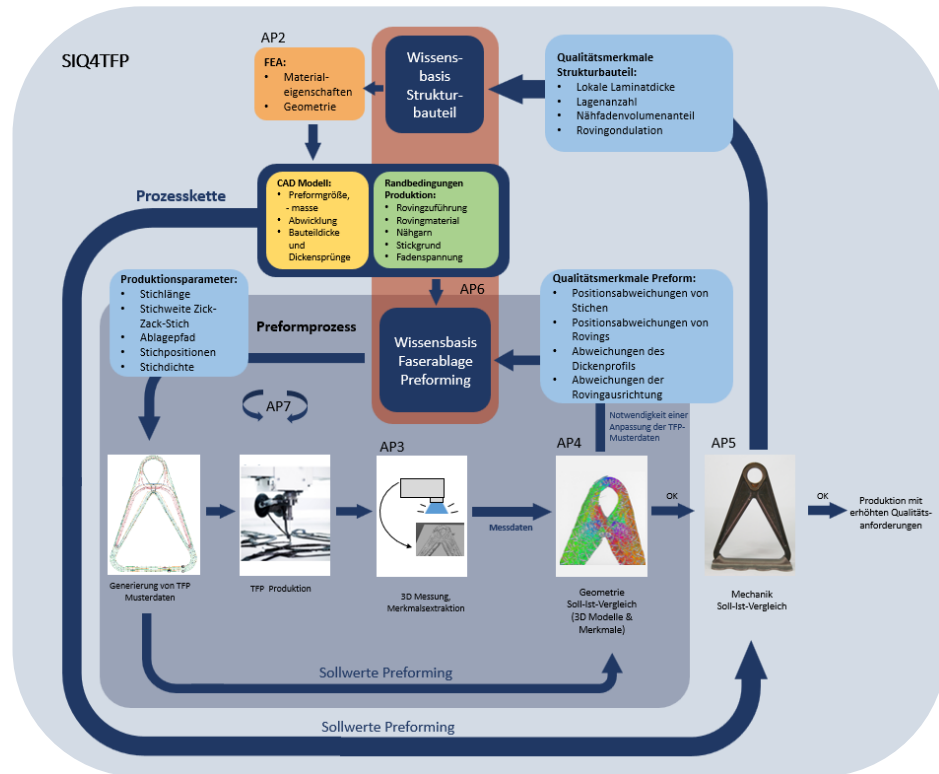 SIQ4TFP
AP2
FEA:
• Material-
eigenschaften
• Geometrie
Wissens-
basis
Struktur-
bauteil
Qualitätsmerkmale
Strukturbauteil:
• Lokale Laminatdicke
• Lagenanzahl
• Nähfadenvolumenanteil
• Rovingondulation
Prozesskette
CAD Modell:
• Preformgröße,
- masse
• Abwicklung
• Bauteildicke
und
Dickensprünge
Randbedingungen
Produktion:
• Rovingzuführung
• Rovingmaterial
• Nähgarn
• Stickgrund
• Fadenspannung
AP6
Produktionsparameter:
• Stichlänge
• Stichweite Zick-
Zack-Stich
• Ablagepfad
• Stichpositionen
• Stichdichte
Preformprozess
Wissensbasis
Faserablage
Preforming
Qualitätsmerkmale Preform:
• Positionsabweichungen von
Stichen
• Positionsabweichungen von
Rovings
• Abweichungen des
Dickenprofils
• Abweichungen der
Rovingausrichtung
AP7
Notwendigkeit einer
Anpassung der TFP-
Musterdaten
AP3
AP4
AP5
Messdaten
OK
OK
Produktion mit
erhöhten Qualitäts-
anforderungen
Generierung von TFP
Musterdaten
TFP Produktion
3D Messung,
Merkmalsextraktion
Geometrie
Soll-Ist-Vergleich
(3D Modelle &
Merkmale)
Mechanik
Soll-Ist-Vergleich
Sollwerte Preforming
Sollwerte Preforming